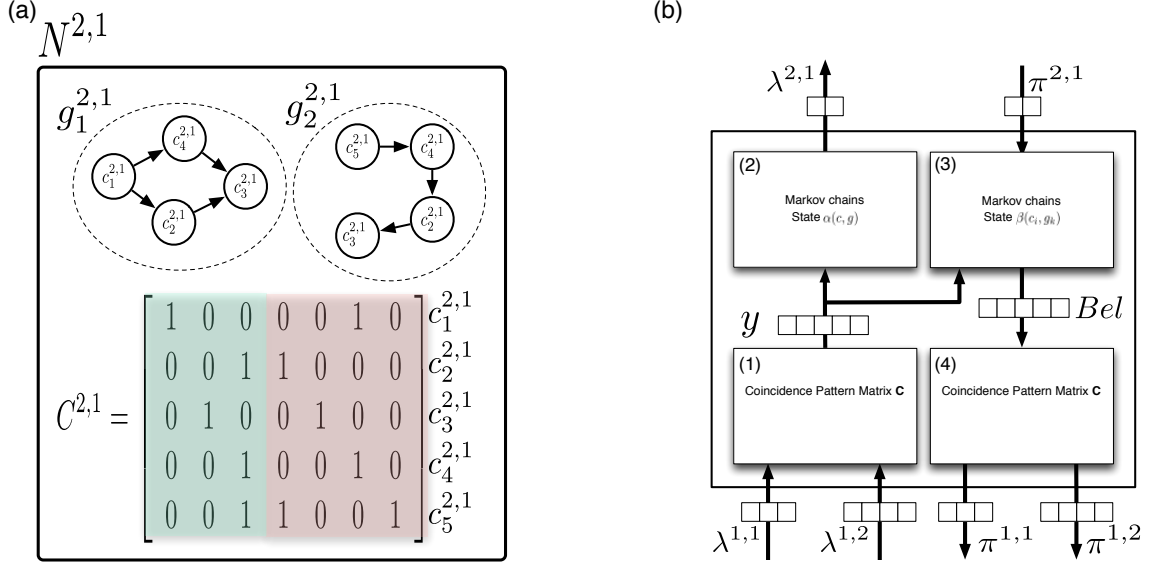 (a)
N^{2,1}
g_1^{2,1}
c_1^{2,1}
c_4^{2,1}
c_2^{2,1}
c_3^{2,1}
g_2^{2,1}
c_5^{2,1}
c_4^{2,1}
c_2^{2,1}
c_3^{2,1}
C^{2,1} =
1 0 0 0 0 1 0 c_1^{2,1}
0 0 1 1 0 0 0 c_2^{2,1}
0 1 0 0 1 0 0 c_3^{2,1}
0 0 1 0 0 1 0 c_4^{2,1}
0 0 1 1 0 0 1 c_5^{2,1}
(b)
λ^{2,1}
π^{2,1}
(2)
Markov chains
State α(c, g)
(3)
Markov chains
State β(c_i, g_k)
y
Bel
(1)
Coincidence Pattern Matrix C
(4)
Coincidence Pattern Matrix C
λ^{1,1}
λ^{1,2}
π^{1,1}
π^{1,2}